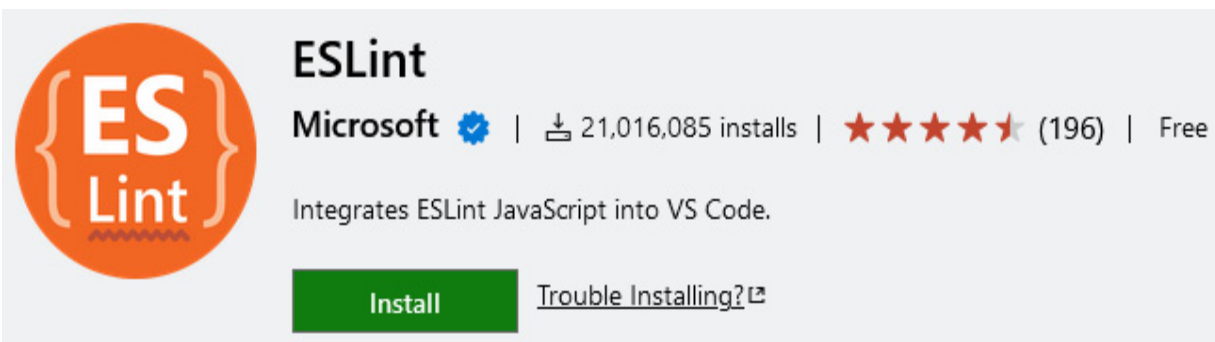 {ES
Lint}
ESLint
Microsoft | 21,016,085 installs | ★★★★★ (196) | Free
Integrates ESLint JavaScript into VS Code.
Install Trouble Installing?